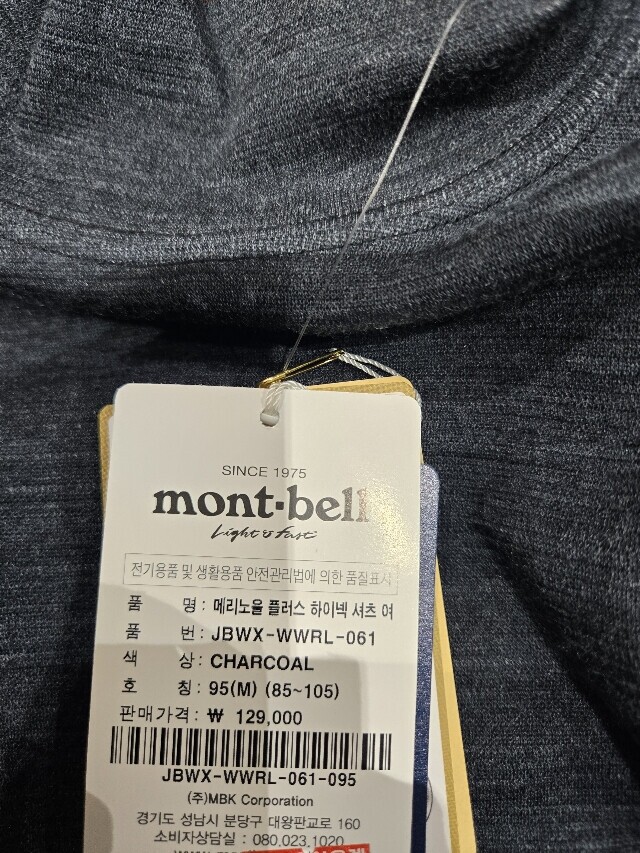 SINCE 1975
mont-bell
Light & Fast
전기용품 및 생활용품 안전관리법에 의한 품질표시
품 명 : 메리노울 플러스 하이넥 셔츠 여
품 번 : JBWX-WWRL-061
색 상 : CHARCOAL
호 칭 : 95(M) (85~105)
판매가격 : ₩ 129,000
JBWX-WWRL-061-095
(주)MBK Corporation
경기도 성남시 분당구 대왕판교로 160
소비자상담실 : 080.023.1020